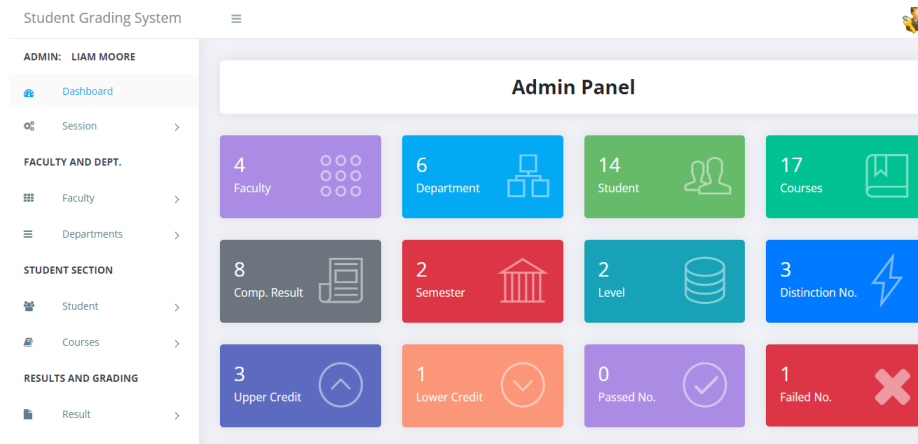 Student Grading System
ADMIN: LIAM MOORE
Dashboard
Session
FACULTY AND DEPT.
Faculty
Departments
STUDENT SECTION
Student
Courses
RESULTS AND GRADING
Result
Admin Panel
4
Faculty
6
Department
14
Student
17
Courses
8
Comp. Result
2
Semester
2
Level
3
Distinction No.
3
Upper Credit
1
Lower Credit
0
Passed No.
1
Failed No.